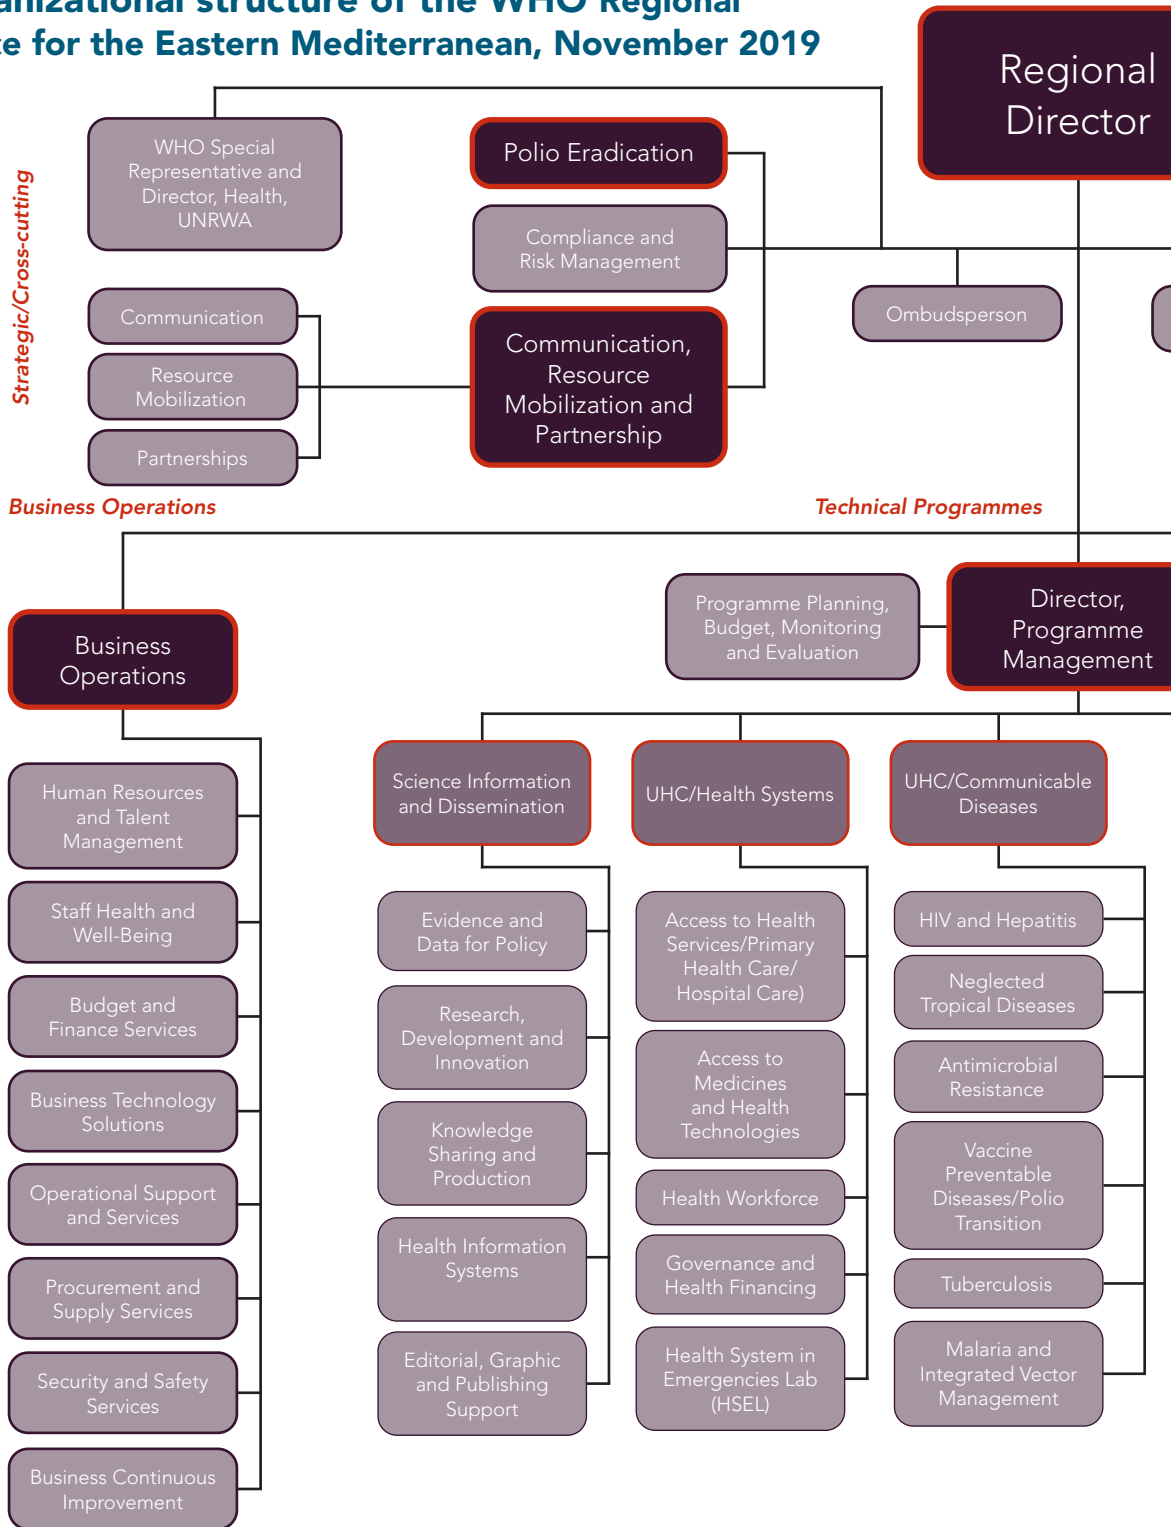 anizational structure of the WHO Regional
ce for the Eastern Mediterranean, November 2019
Regional
Director
WHO Special
Representative and
Director, Health,
UNRWA
Polio Eradication
Compliance and
Risk Management
Strategic/Cross-cutting
Communication
Resource
Mobilization
Partnerships
Communication,
Resource
Mobilization and
Partnership
Ombudsperson
Business Operations
Technical Programmes
Business
Operations
Programme Planning,
Budget, Monitoring
and Evaluation
Director,
Programme
Management
Human Resources
and Talent
Management
Staff Health and
Well-Being
Budget and
Finance Services
Business Technology
Solutions
Operational Support
and Services
Procurement and
Supply Services
Security and Safety
Services
Business Continuous
Improvement
Science Information
and Dissemination
Evidence and
Data for Policy
Research,
Development and
Innovation
Knowledge
Sharing and
Production
Health Information
Systems
Editorial, Graphic
and Publishing
Support
UHC/Health Systems
Access to Health
Services/Primary
Health Care/
Hospital Care)
Access to
Medicines
and Health
Technologies
Health Workforce
Governance and
Health Financing
Health System in
Emergencies Lab
(HSEL)
UHC/Communicable
Diseases
HIV and Hepatitis
Neglected
Tropical Diseases
Antimicrobial
Resistance
Vaccine
Preventable
Diseases/Polio
Transition
Tuberculosis
Malaria and
Integrated Vector
Management